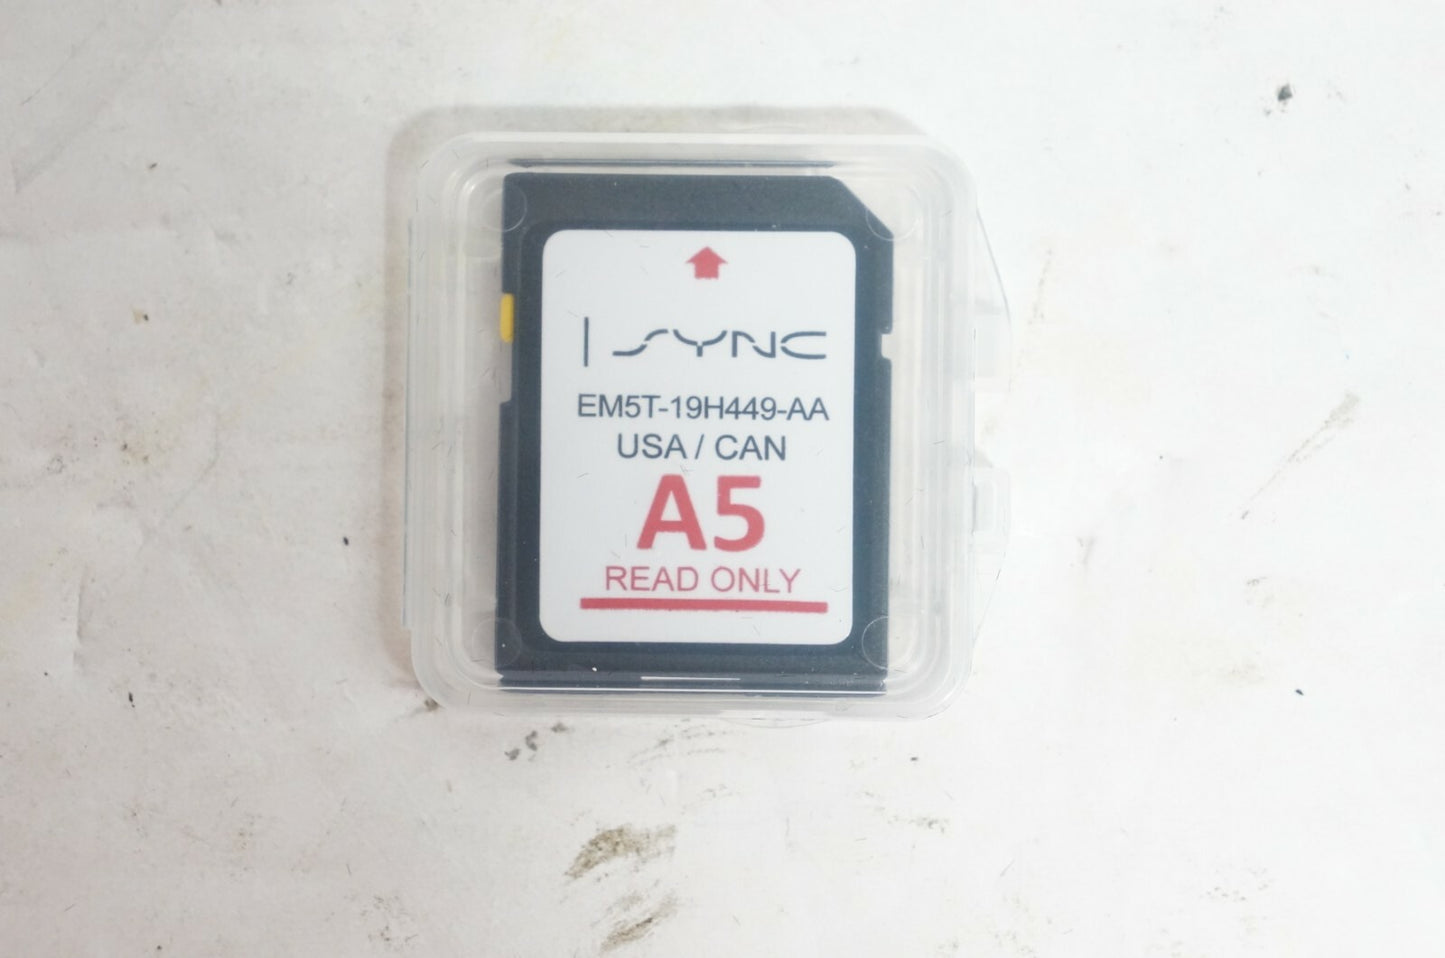 SYNC
EM5T-19H449-AA
USA / CAN
A5
READ ONLY